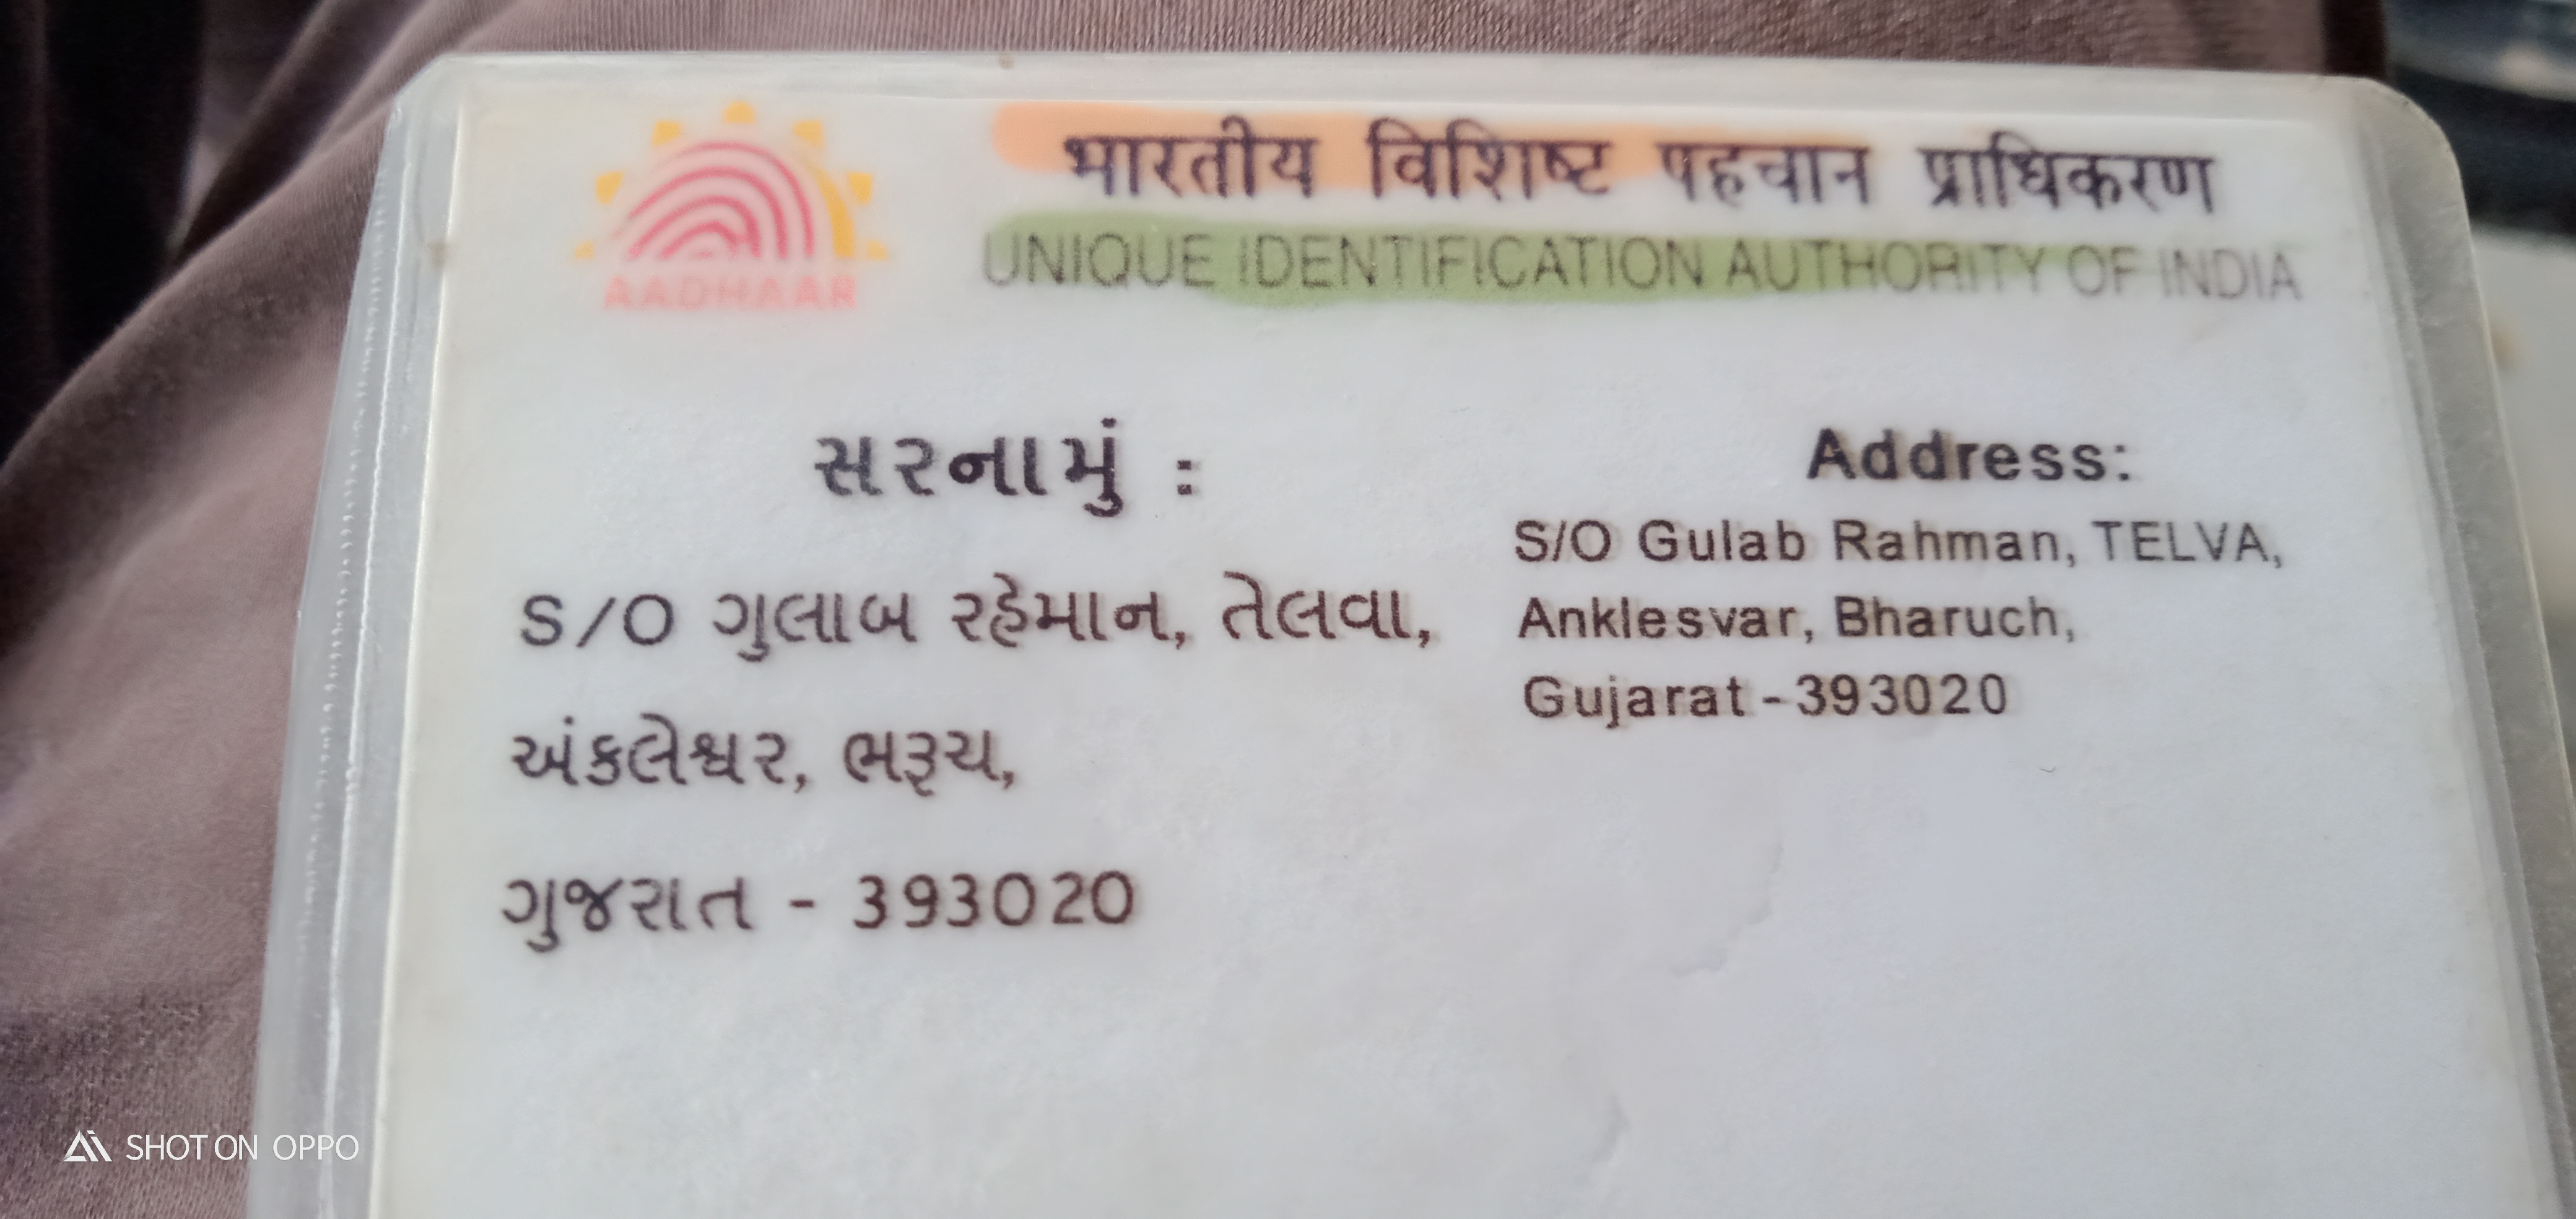 भारतीय विशिष्ट पहचान प्राधिकरण
UNIQUE IDENTIFICATION AUTHORITY OF INDIA
AADHAAR
સરનામું :
S/O ગુલાબ રહેમાન, તેલવા,
અંકલેશ્વર, ભરૂચ,
ગુજરાત - 393020
Address:
S/O Gulab Rahman, TELVA,
Anklesvar, Bharuch,
Gujarat - 393020
SHOT ON OPPO